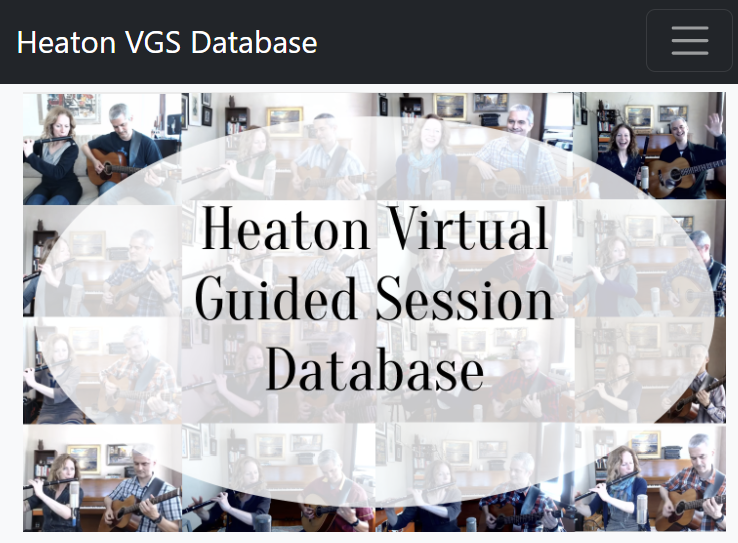 Heaton VGS Database
Heaton Virtual
Guided Session
Database